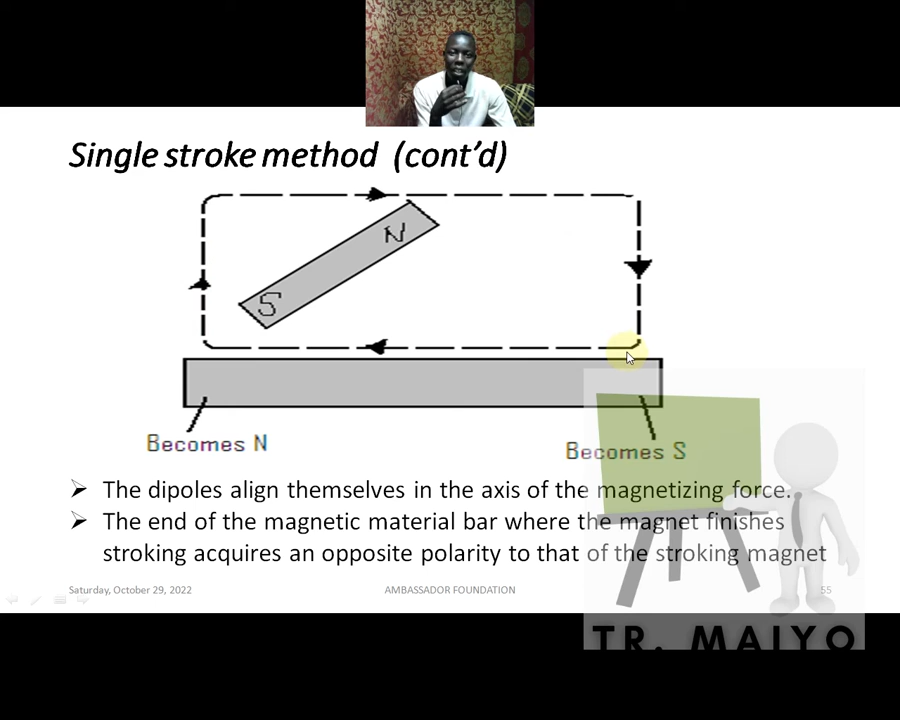 Single stroke method (cont'd)
N
S
Becomes N
Becomes S
➢ The dipoles align themselves in the axis of the magnetizing force.
➢ The end of the magnetic material bar where the magnet finishes
stroking acquires an opposite polarity to that of the stroking magnet
Saturday, October 29, 2022
AMBASSADOR FOUNDATION
55
TR. MAIYO